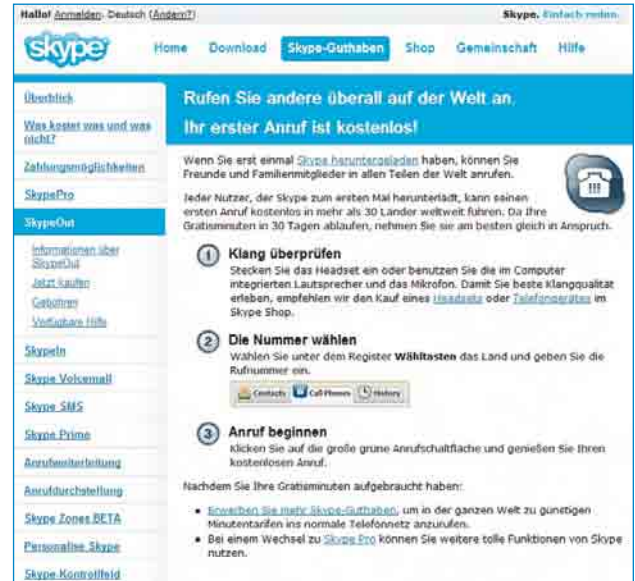 Hallo! Anmelden. Deutsch (Ändern?)
Skype. Einfach reden.
skype
Home Download Skype-Guthaben Shop Gemeinschaft Hilfe
Überblick
Was kostet was und was
nicht?
Zahlungsmöglichkeiten
SkypePro
SkypeOut
Informationen über
SkypeOut
Jetzt kaufen
Gebühren
Verfügbare Hilfe
SkypeIn
Skype Voicemail
Skype SMS
Skype Prime
Anrufweiterleitung
Anrufdurchstellung
Skype Zones BETA
Personalise Skype
Skype-Kontrollfeld
Rufen Sie andere überall auf der Welt an.
Ihr erster Anruf ist kostenlos!
Wenn Sie erst einmal Skype heruntergeladen haben, können Sie
Freunde und Familienmitglieder in allen Teilen der Welt anrufen.
Jeder Nutzer, der Skype zum ersten Mal herunterlädt, kann seinen
ersten Anruf kostenlos in mehr als 30 Länder weltweit führen. Da Ihre
Gratisminuten in 30 Tagen ablaufen, nehmen Sie sie am besten gleich in Anspruch.
1 Klang überprüfen
Stecken Sie das Headset ein oder benutzen Sie die im Computer
integrierten Lautsprecher und das Mikrofon. Damit Sie beste Klangqualität
erleben, empfehlen wir den Kauf eines Headsets oder Telefongerätes im
Skype Shop.
2 Die Nummer wählen
Wählen Sie unter dem Register Wähltasten das Land und geben Sie die
Rufnummer ein.
Contacts Call Phones History
3 Anruf beginnen
Klicken Sie auf die große grüne Anrufschaltfläche und genießen Sie Ihren
kostenlosen Anruf.
Nachdem Sie Ihre Gratisminuten aufgebraucht haben:
• Erwerben Sie mehr Skype-Guthaben, um in der ganzen Welt zu günstigen
Minutentarifen ins normale Telefonnetz anzurufen.
• Bei einem Wechsel zu Skype Pro können Sie weitere tolle Funktionen von Skype
nutzen.